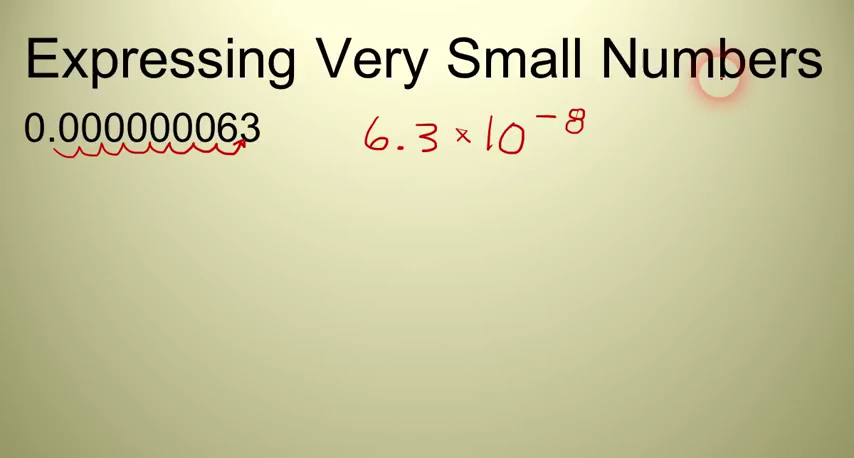 Expressing Very Small Numbers
0.000000063 6.3 × 10⁻⁸